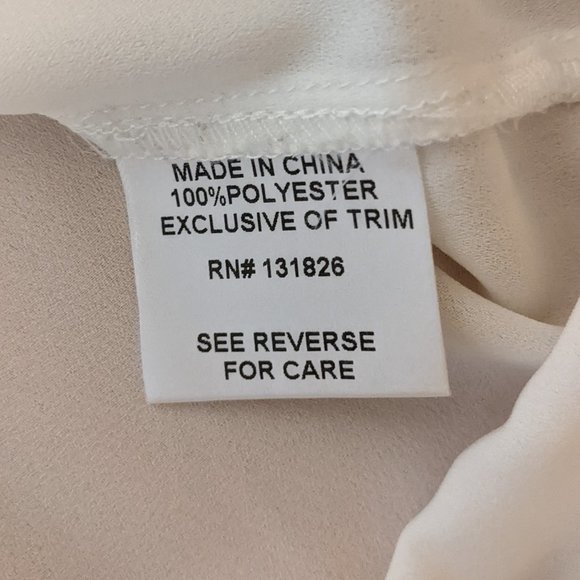 MADE IN CHINA
100%POLYESTER
EXCLUSIVE OF TRIM
RN# 131826
SEE REVERSE
FOR CARE